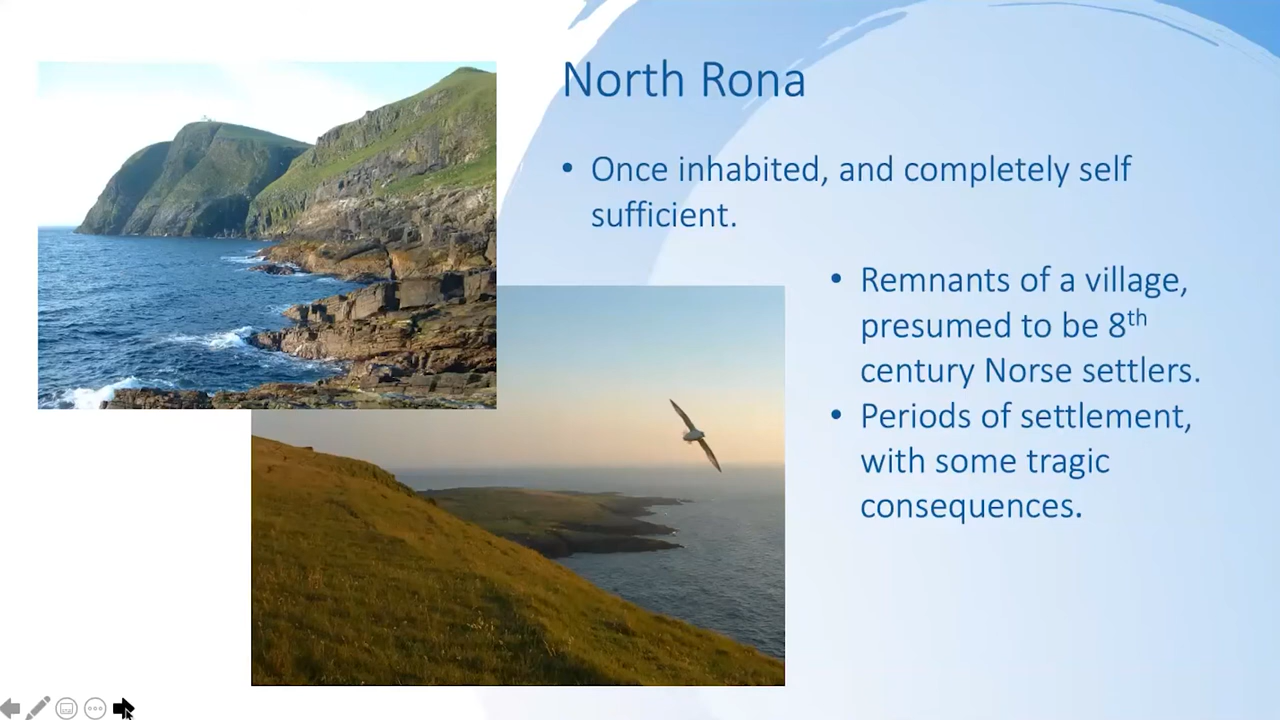 North Rona
• Once inhabited, and completely self
sufficient.
• Remnants of a village,
presumed to be 8th
century Norse settlers.
• Periods of settlement,
with some tragic
consequences.